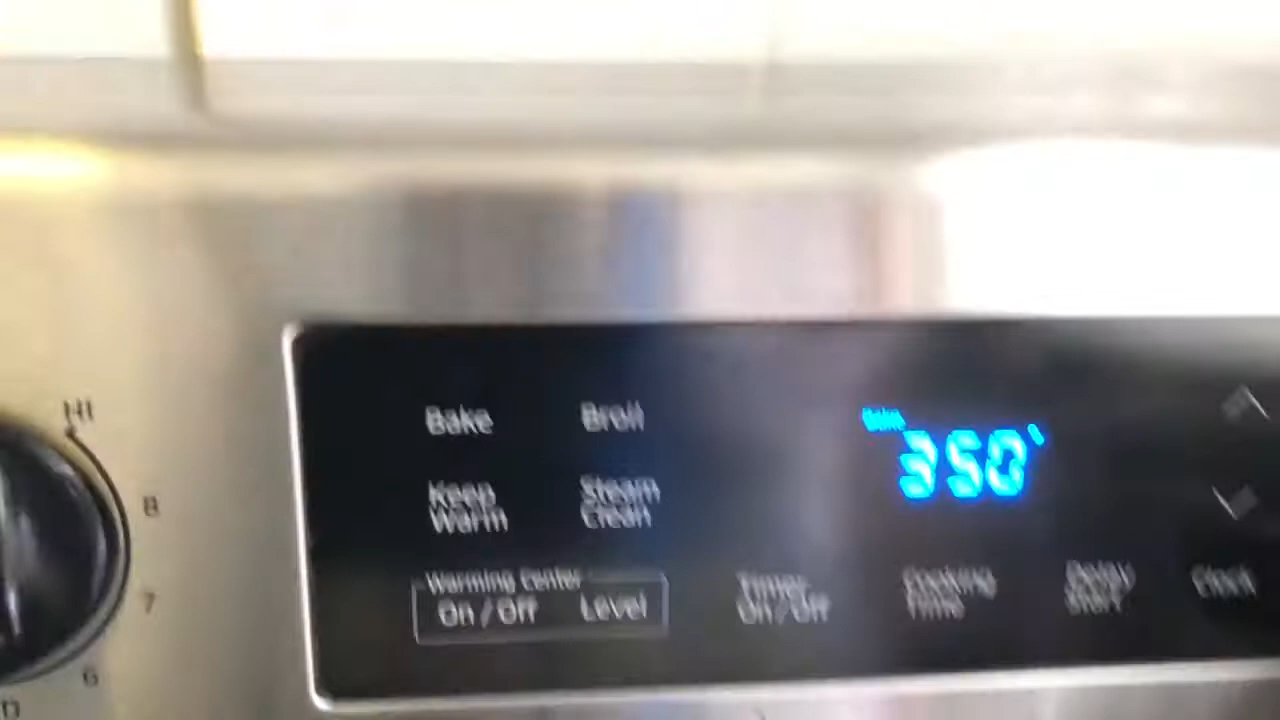 HI
8
7
6
Bake
Broil
Keep
Warm
Steam
Clean
Warming Center
On / Off
Level
Bake
350°
Timer
On / Off
Cooking
Time
Delay
Start
Clock